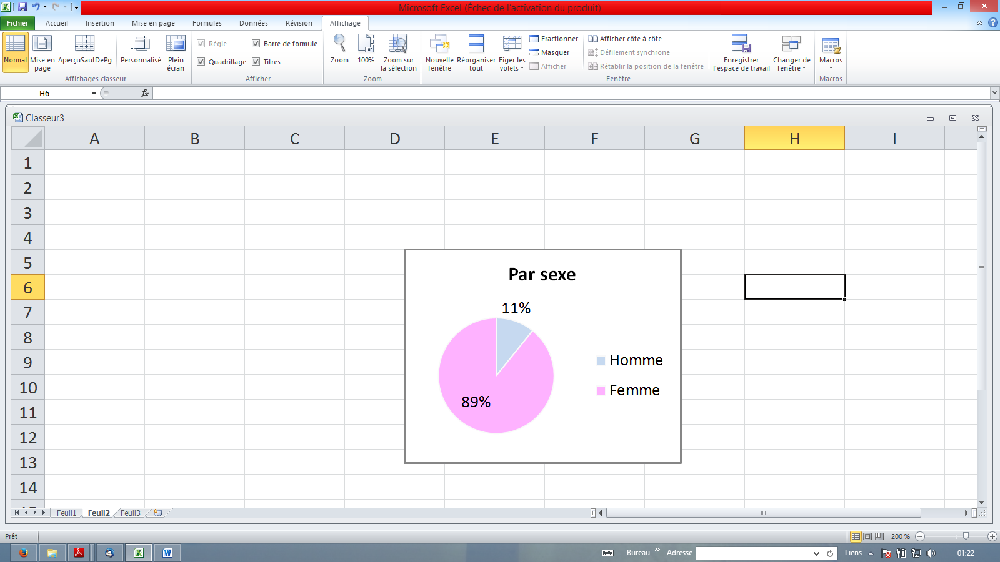 Microsoft Excel (Échec de l'activation du produit)
Fichier Accueil Insertion Mise en page Formules Données Révision Affichage
Normal
Mise en page
AperçuSautDePg
Personnalisé
Plein écran
Affichages classeur
Règle
Barre de formule
Quadrillage
Titres
Afficher
Zoom
100%
Zoom sur la sélection
Zoom
Nouvelle fenêtre
Réorganiser tout
Figer les volets
Fractionner
Masquer
Afficher
Afficher côte à côte
Défilement synchrone
Rétablir la position de la fenêtre
Enregistrer l'espace de travail
Changer de fenêtre
Fenêtre
Macros
Macros
H6
fx
Classeur3
A B C D E F G H I
1
2
3
4
5
6
7
8
9
10
11
12
13
14
Par sexe
11%
89%
Homme
Femme
Feuil1 Feuil2 Feuil3
Prêt
200 %
Bureau
Adresse
Liens
01:22